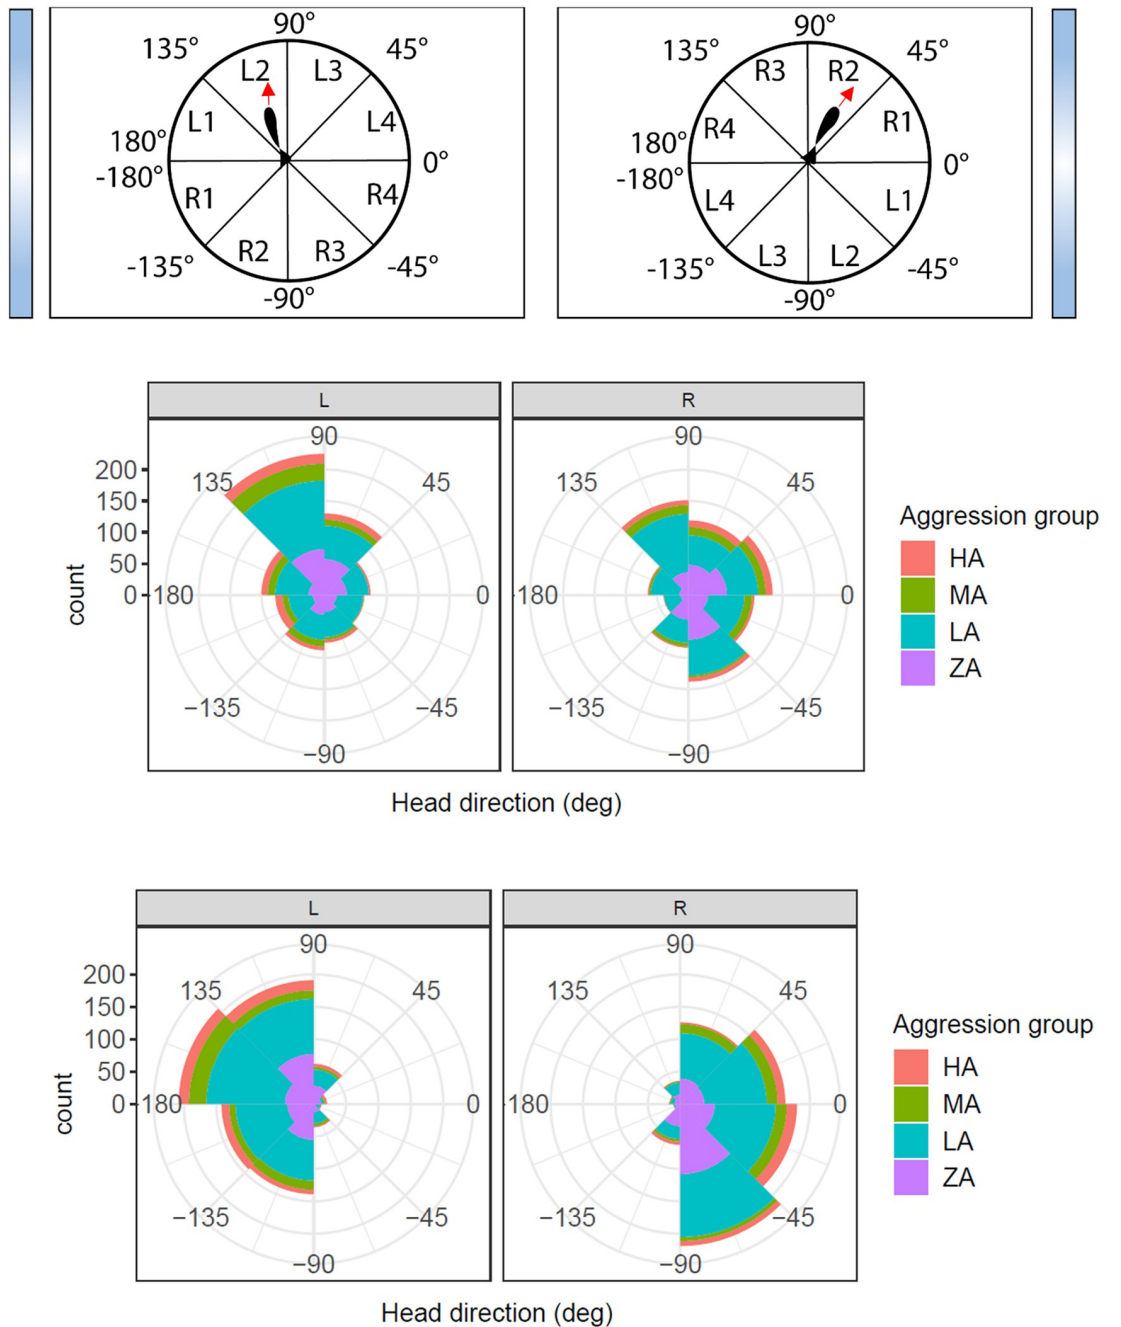 90° 90°
135° 45° 135° 45°
L2 L3 R3 R2
L1 L4 R4 R1
180° 0° 180° 0°
-180° -180°
R1 R4 L4 L1
R2 R3 L3 L2
-135° -45° -135° -45°
-90° -90°
L R
90 90
200 135 45 135 45
150
100
50
0 180 0 180 0
count
−135 −45 −135 −45
−90 −90
Head direction (deg)
Aggression group
HA
MA
LA
ZA
L R
90 90
200 135 45 135 45
150
100
50
0 180 0 180 0
count
−135 −45 −135 −45
−90 −90
Head direction (deg)
Aggression group
HA
MA
LA
ZA